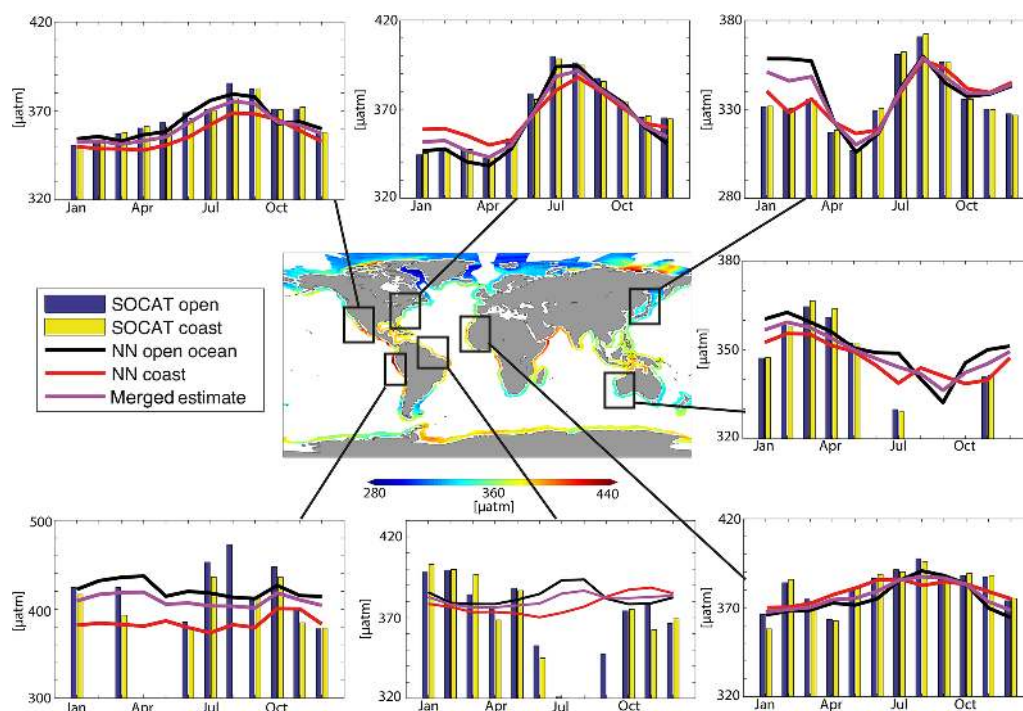 420
370
320
[µatm]
Jan Apr Jul Oct
420
370
320
[µatm]
Jan Apr Jul Oct
380
330
280
[µatm]
Jan Apr Jul Oct
SOCAT open
SOCAT coast
NN open ocean
NN coast
Merged estimate
280 360 440
[µatm]
380
350
320
[µatm]
Jan Apr Jul Oct
500
400
300
[µatm]
Jan Apr Jul Oct
420
370
320
[µatm]
Jan Apr Jul Oct
420
370
320
[µatm]
Jan Apr Jul Oct